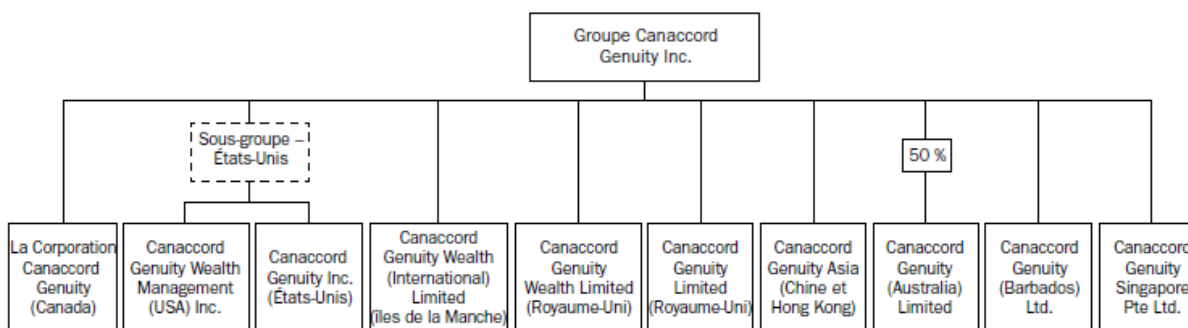 Groupe Canaccord
Genuity Inc.
Sous-groupe –
États-Unis
50 %
La Corporation
Canaccord
Genuity
(Canada)
Canaccord
Genuity Wealth
Management
(USA) Inc.
Canaccord
Genuity Inc.
(États-Unis)
Canaccord
Genuity Wealth
(International)
Limited
(îles de la Manche)
Canaccord
Genuity
Wealth Limited
(Royaume-Uni)
Canaccord
Genuity
Limited
(Royaume-Uni)
Canaccord
Genuity Asia
(Chine et
Hong Kong)
Canaccord
Genuity
(Australia)
Limited
Canaccord
Genuity
(Barbados)
Ltd.
Canaccord
Genuity
Singapore
Pte Ltd.